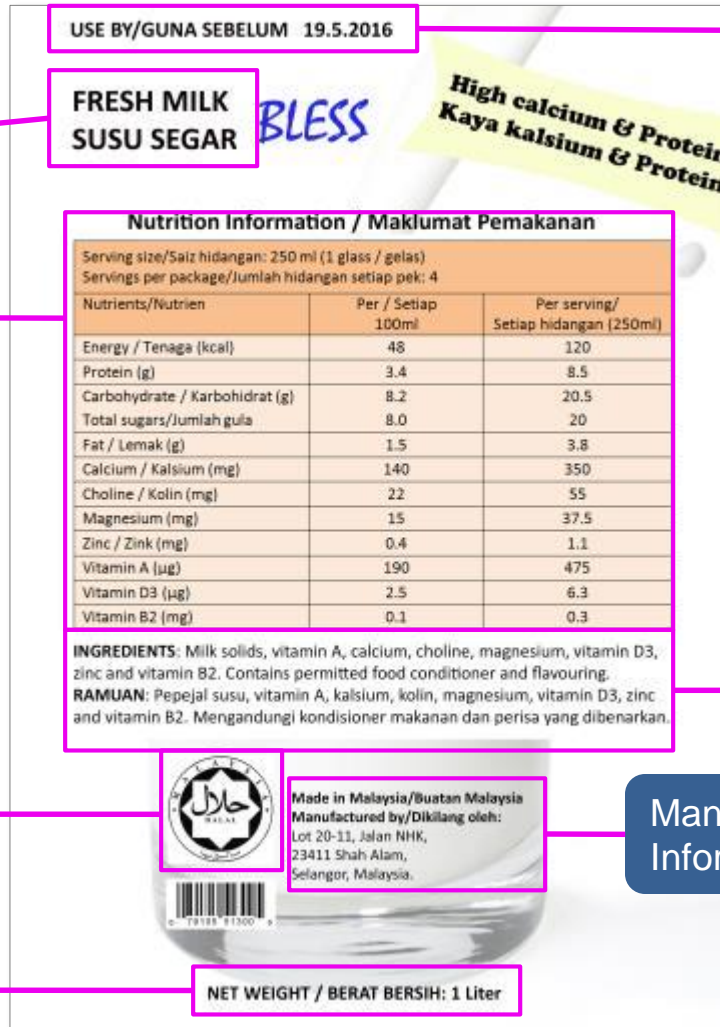 USE BY/GUNA SEBELUM 19.5.2016
FRESH MILK
SUSU SEGAR
BLESS
High calcium & Protein
Kaya kalsium & Protein
Nutrition Information / Maklumat Pemakanan
Serving size/Saiz hidangan: 250 ml (1 glass / gelas)
Servings per package/Jumlah hidangan setiap pek: 4
Nutrients/Nutrien Per / Setiap 100ml Per serving/ Setiap hidangan (250ml)
Energy / Tenaga (kcal) 48 120
Protein (g) 3.4 8.5
Carbohydrate / Karbohidrat (g) 8.2 20.5
Total sugars/Jumlah gula 8.0 20
Fat / Lemak (g) 1.5 3.8
Calcium / Kalsium (mg) 140 350
Choline / Kolin (mg) 22 55
Magnesium (mg) 15 37.5
Zinc / Zink (mg) 0.4 1.1
Vitamin A (µg) 190 475
Vitamin D3 (µg) 2.5 6.3
Vitamin B2 (mg) 0.1 0.3
INGREDIENTS: Milk solids, vitamin A, calcium, choline, magnesium, vitamin D3,
zinc and vitamin B2. Contains permitted food conditioner and flavouring.
RAMUAN: Pepejal susu, vitamin A, kalsium, kolin, magnesium, vitamin D3, zinc
and vitamin B2. Mengandungi kondisioner makanan dan perisa yang dibenarkan.
MALAYSIA
حلال
HALAL
Made in Malaysia/Buatan Malaysia
Manufactured by/Dikilang oleh:
Lot 20-11, Jalan NHK,
23411 Shah Alam,
Selangor, Malaysia.
Man
Infor
NET WEIGHT / BERAT BERSIH: 1 Liter